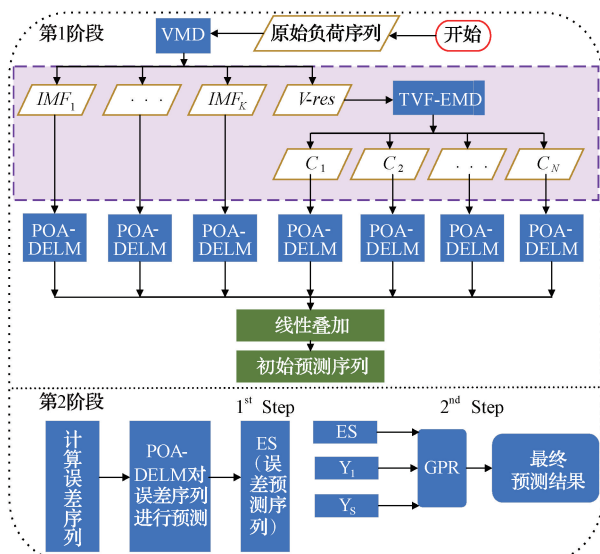 第1阶段
VMD
原始负荷序列
开始
IMF1
· · ·
IMFK
V-res
TVF-EMD
C1
C2
· · ·
CN
POA-
DELM
POA-
DELM
POA-
DELM
POA-
DELM
POA-
DELM
POA-
DELM
POA-
DELM
线性叠加
初始预测序列
第2阶段
1st Step
2nd Step
计算误差序列
POA-
DELM对
误差序列
进行预测
ES(误差预测序列)
ES
Y1
YS
GPR
最终
预测结果